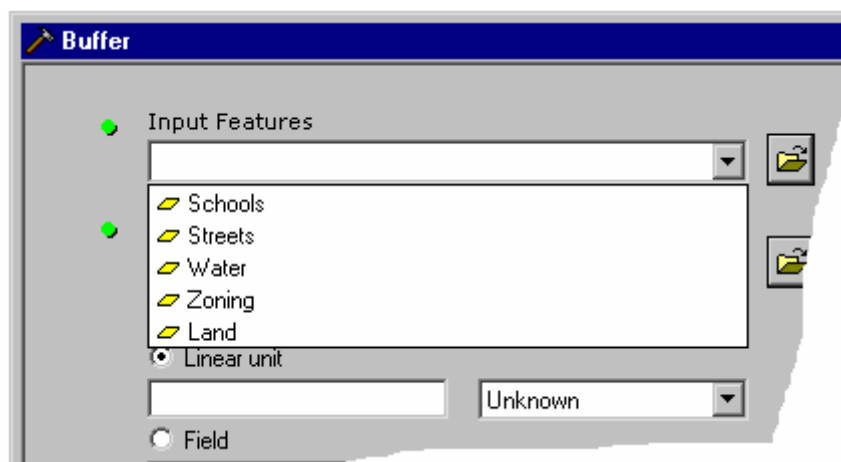 Buffer
Input Features
Schools
Streets
Water
Zoning
Land
Linear unit
Unknown
Field